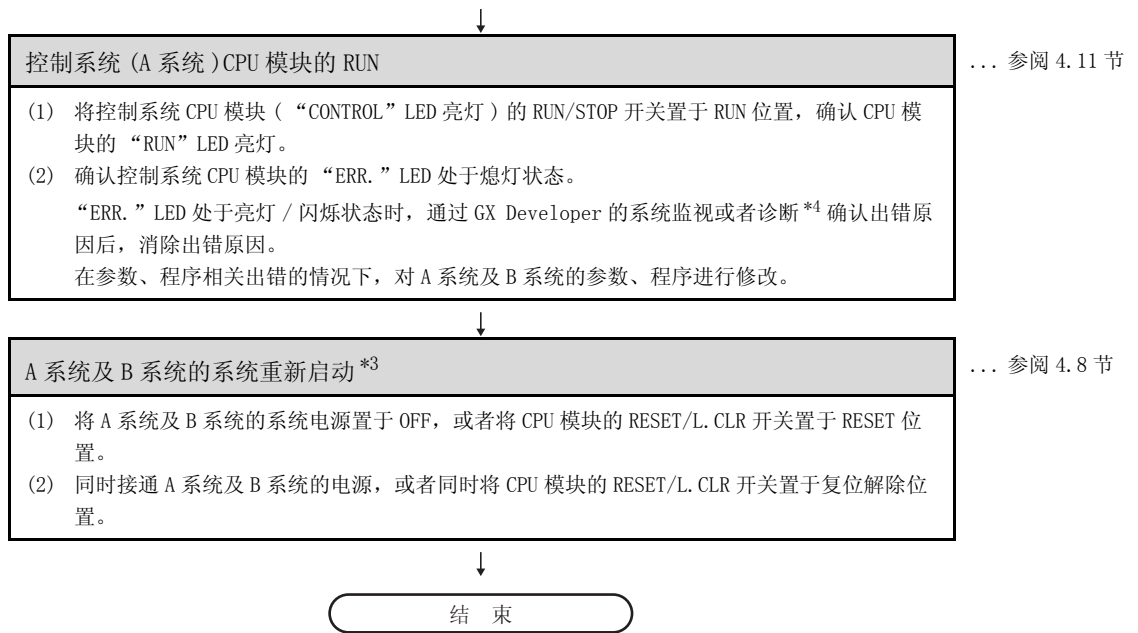 控制系统 (A 系统 )CPU 模块的 RUN
... 参阅 4.11 节
(1) 将控制系统 CPU 模块 ( “CONTROL”LED 亮灯 ) 的 RUN/STOP 开关置于 RUN 位置，确认 CPU 模
块的 “RUN”LED 亮灯。
(2) 确认控制系统 CPU 模块的 “ERR. ”LED 处于熄灯状态。
“ERR. ”LED 处于亮灯 / 闪烁状态时，通过 GX Developer 的系统监视或者诊断 *4 确认出错原
因后，消除出错原因。
在参数、程序相关出错的情况下，对 A 系统及 B 系统的参数、程序进行修改。
A 系统及 B 系统的系统重新启动 *3
... 参阅 4.8 节
(1) 将 A 系统及 B 系统的系统电源置于 OFF，或者将 CPU 模块的 RESET/L.CLR 开关置于 RESET 位
置。
(2) 同时接通 A 系统及 B 系统的电源，或者同时将 CPU 模块的 RESET/L.CLR 开关置于复位解除位
置。
结 束